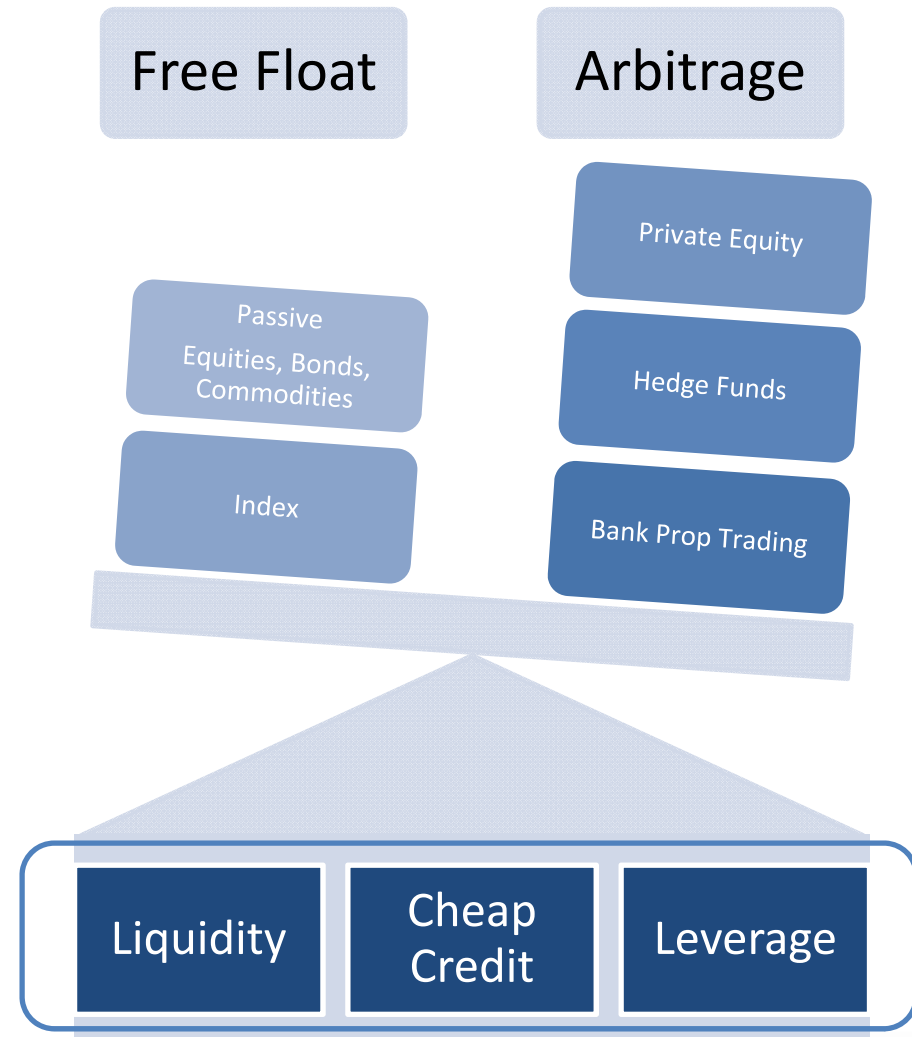 Free Float
Arbitrage
Private Equity
Passive
Equities, Bonds,
Commodities
Hedge Funds
Index
Bank Prop Trading
Liquidity
Cheap
Credit
Leverage